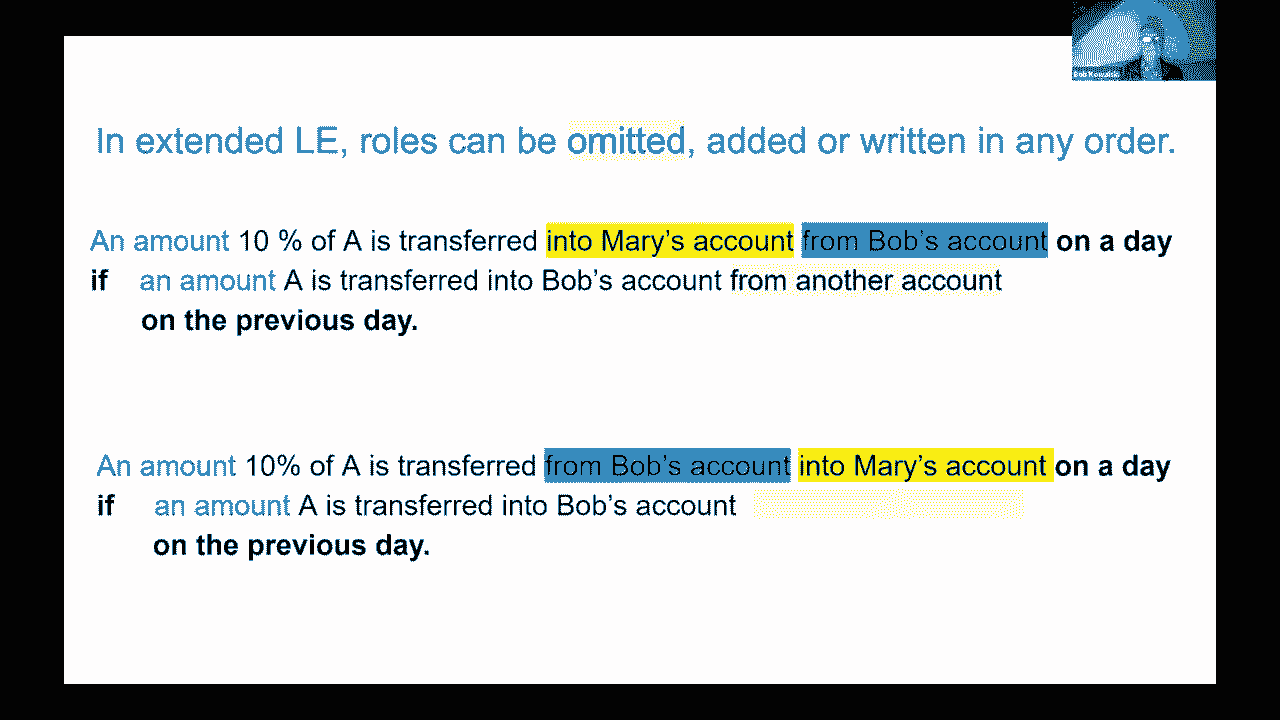 Bob Kowalski
In extended LE, roles can be omitted, added or written in any order.
An amount 10 % of A is transferred into Mary’s account from Bob’s account on a day
if an amount A is transferred into Bob’s account from another account
on the previous day.
An amount 10% of A is transferred from Bob’s account into Mary’s account on a day
if an amount A is transferred into Bob’s account
on the previous day.